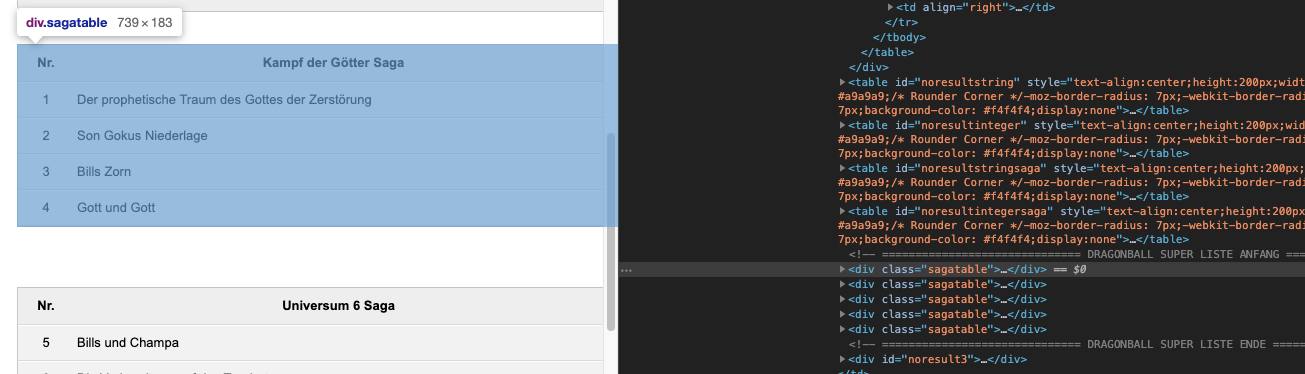 div.sagatable 739 × 183
Nr. Kampf der Götter Saga
1 Der prophetische Traum des Gottes der Zerstörung
2 Son Gokus Niederlage
3 Bills Zorn
4 Gott und Gott
Nr. Universum 6 Saga
5 Bills und Champa
<td align="right">…</td>
</tr>
</tbody>
</table>
</div>
<table id="noresultstring" style="text-align:center;height:200px;widt
#a9a9a9;/* Rounder Corner */-moz-border-radius: 7px;-webkit-border-radi
7px;background-color: #f4f4f4;display:none">…</table>
<table id="noresultinteger" style="text-align:center;height:200px;wid
#a9a9a9;/* Rounder Corner */-moz-border-radius: 7px;-webkit-border-radi
7px;background-color: #f4f4f4;display:none">…</table>
<table id="noresultstringsaga" style="text-align:center;height:200px;
#a9a9a9;/* Rounder Corner */-moz-border-radius: 7px;-webkit-border-radi
7px;background-color: #f4f4f4;display:none">…</table>
<table id="noresultintegersaga" style="text-align:center;height:200px
#a9a9a9;/* Rounder Corner */-moz-border-radius: 7px;-webkit-border-radi
7px;background-color: #f4f4f4;display:none">…</table>
<!-- ============================== DRAGONBALL SUPER LISTE ANFANG ===
… <div class="sagatable">…</div> == $0
<div class="sagatable">…</div>
<div class="sagatable">…</div>
<div class="sagatable">…</div>
<div class="sagatable">…</div>
<!-- ============================== DRAGONBALL SUPER LISTE ENDE =====
<div id="noresult3">…</div>
</td>